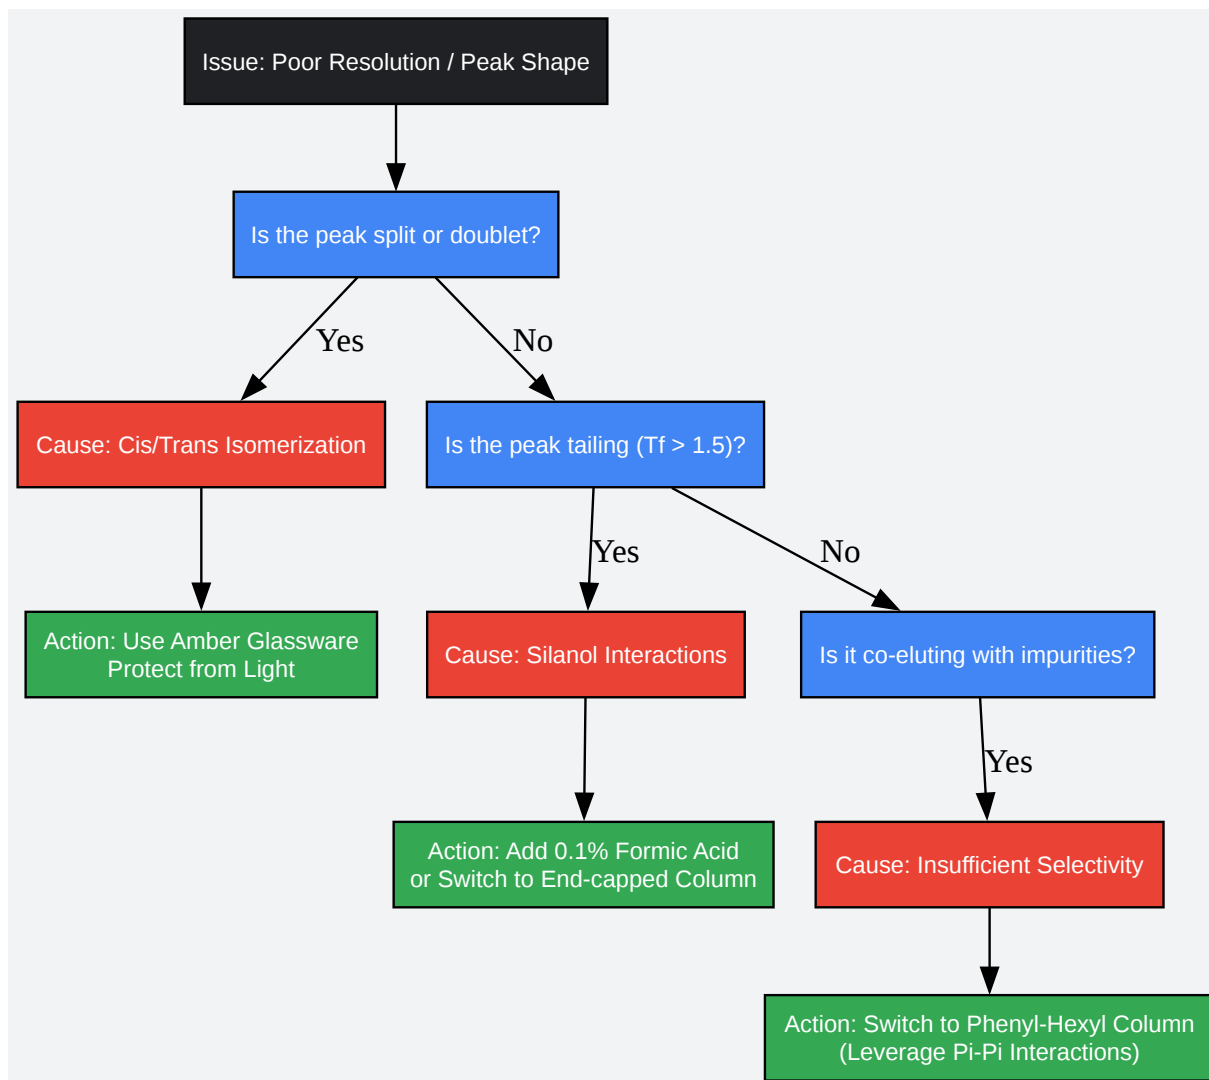 Issue: Poor Resolution / Peak Shape
Is the peak split or doublet?
Yes
No
Cause: Cis/Trans Isomerization
Is the peak tailing (Tf > 1.5)?
Yes
No
Action: Use Amber Glassware
Protect from Light
Cause: Silanol Interactions
Is it co-eluting with impurities?
Yes
Action: Add 0.1% Formic Acid
or Switch to End-capped Column
Cause: Insufficient Selectivity
Action: Switch to Phenyl-Hexyl Column
(Leverage Pi-Pi Interactions)